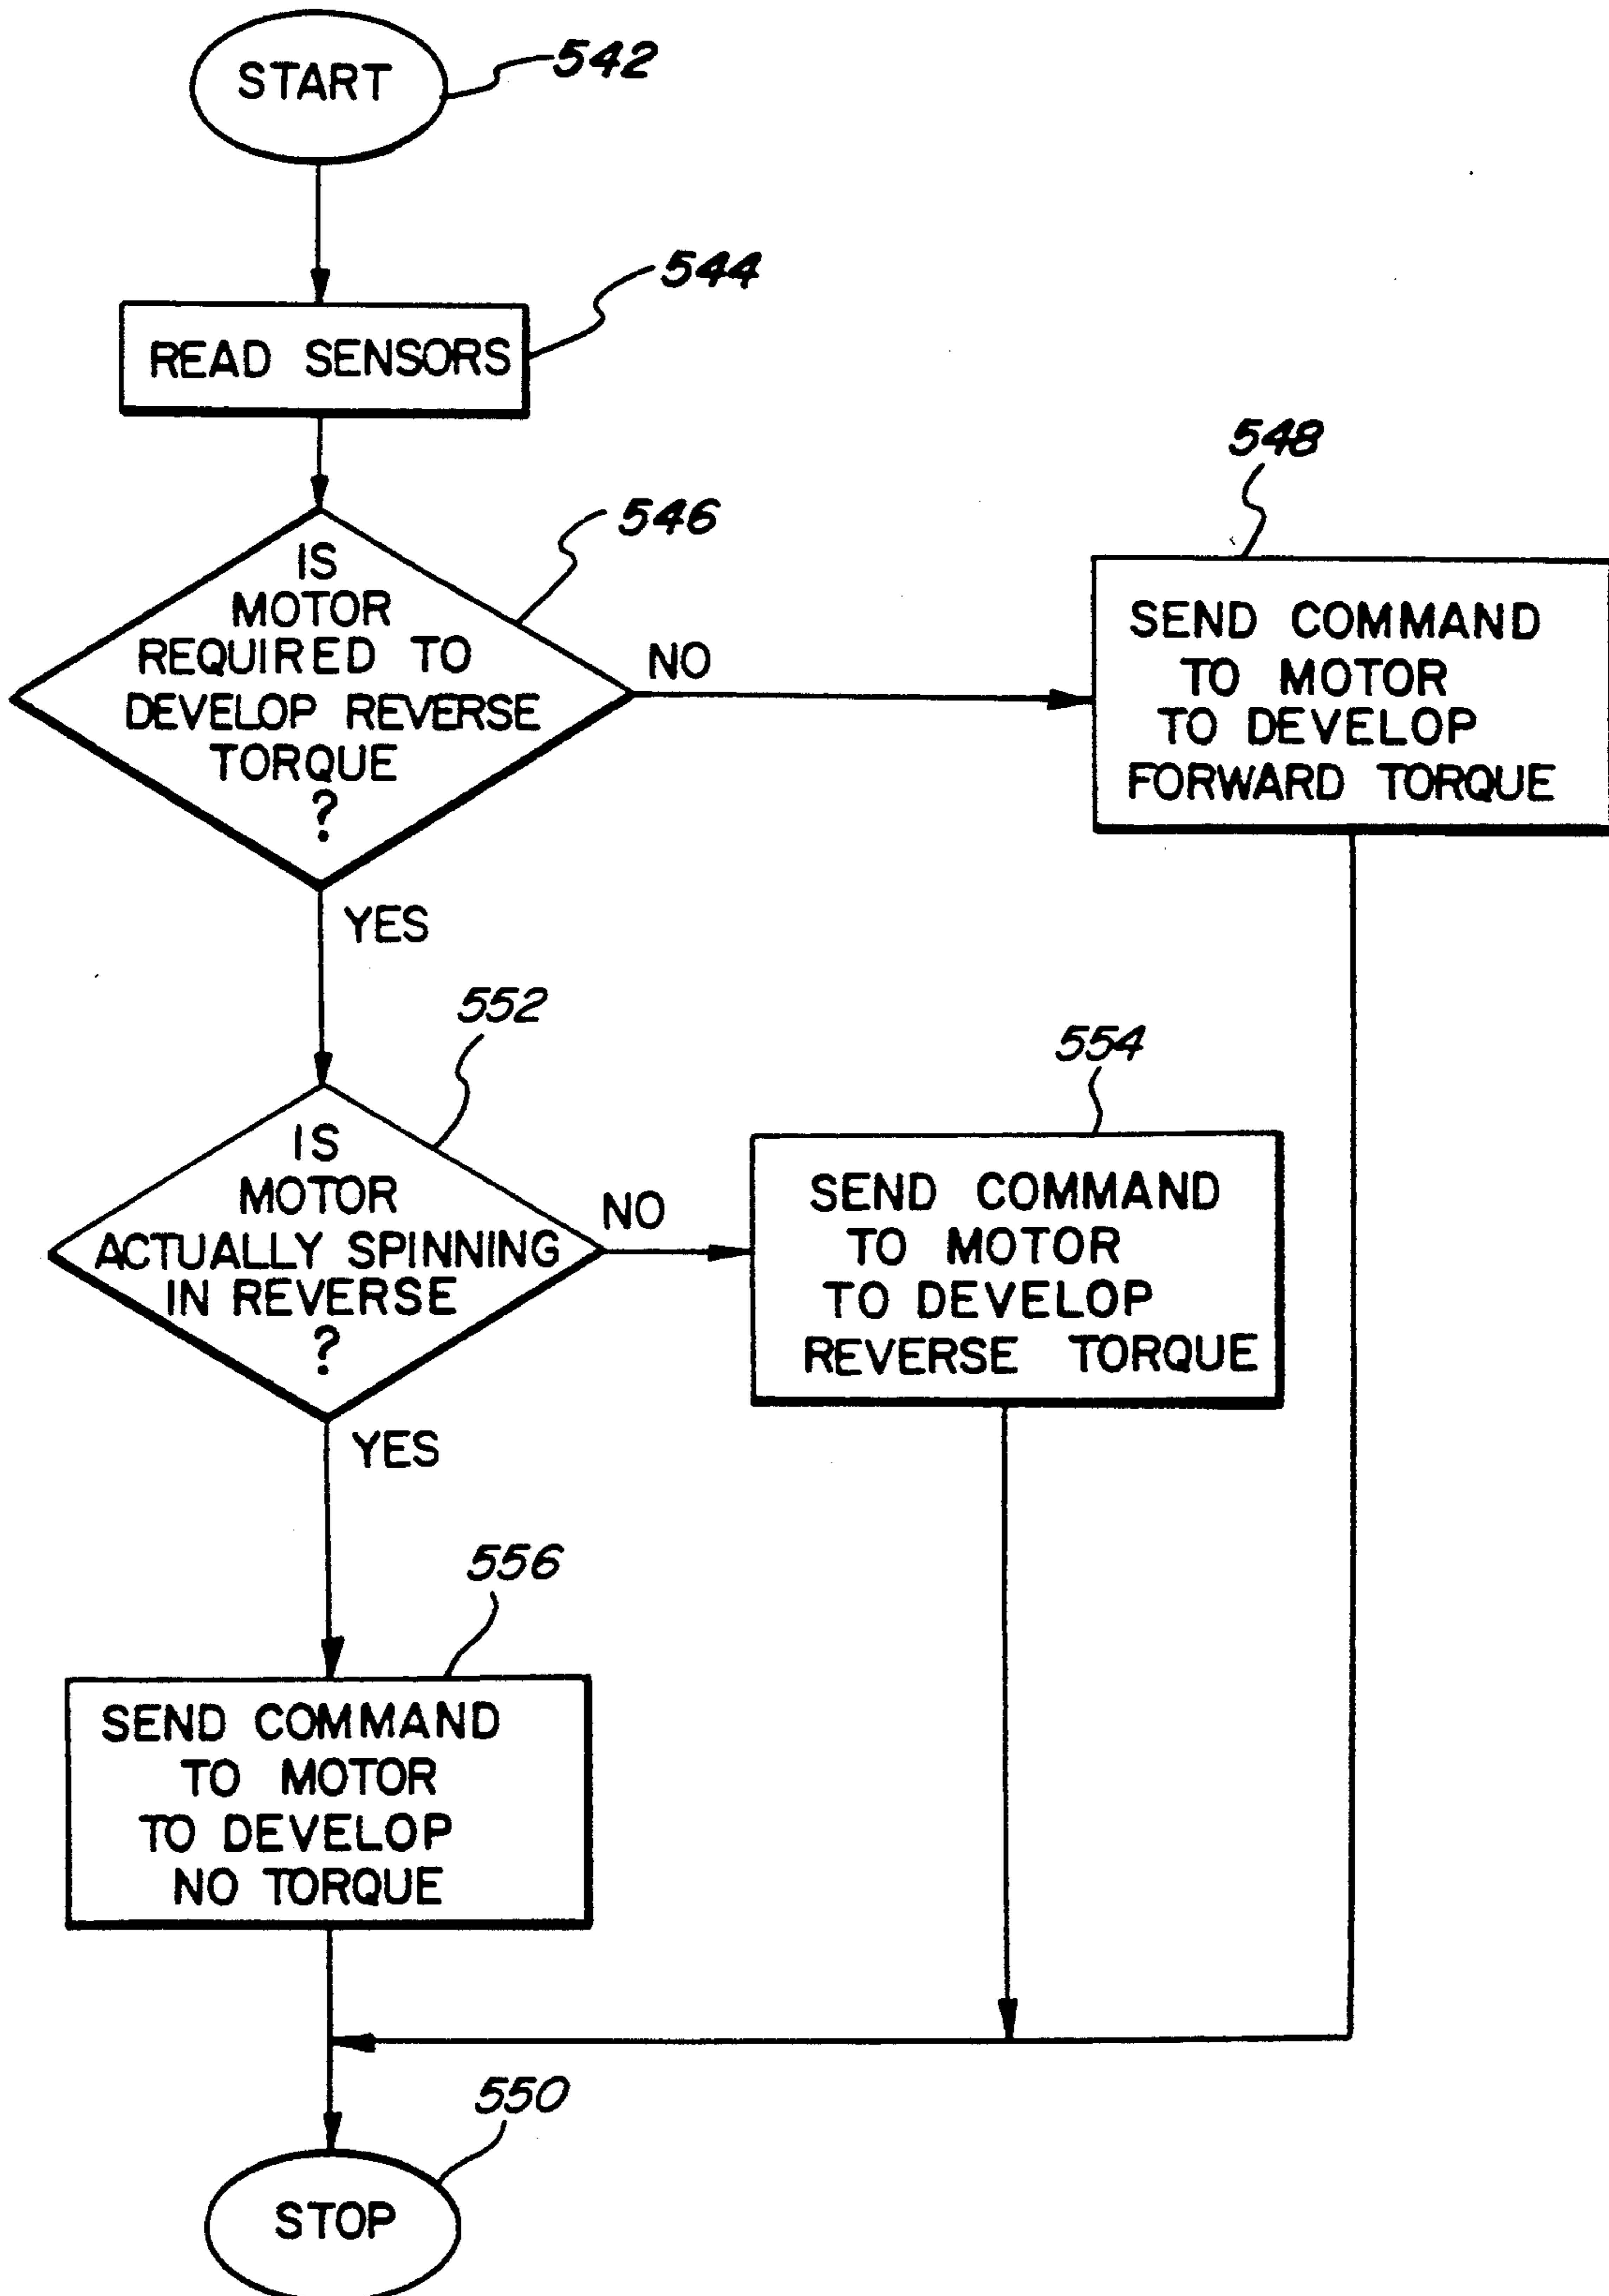 START
542
READ SENSORS
544
IS
MOTOR
REQUIRED TO
DEVELOP REVERSE
TORQUE
?
546
NO
548
SEND COMMAND
TO MOTOR
TO DEVELOP
FORWARD TORQUE
YES
552
IS
MOTOR
ACTUALLY SPINNING
IN REVERSE
?
NO
554
SEND COMMAND
TO MOTOR
TO DEVELOP
REVERSE TORQUE
YES
556
SEND COMMAND
TO MOTOR
TO DEVELOP
NO TORQUE
550
STOP